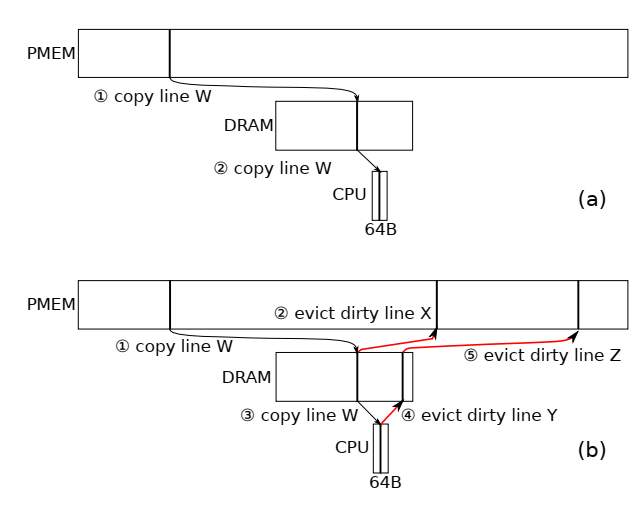 PMEM
① copy line W
DRAM
② copy line W
CPU
(a)
64B
PMEM
② evict dirty line X
① copy line W
⑤ evict dirty line Z
DRAM
③ copy line W
④ evict dirty line Y
CPU
(b)
64B